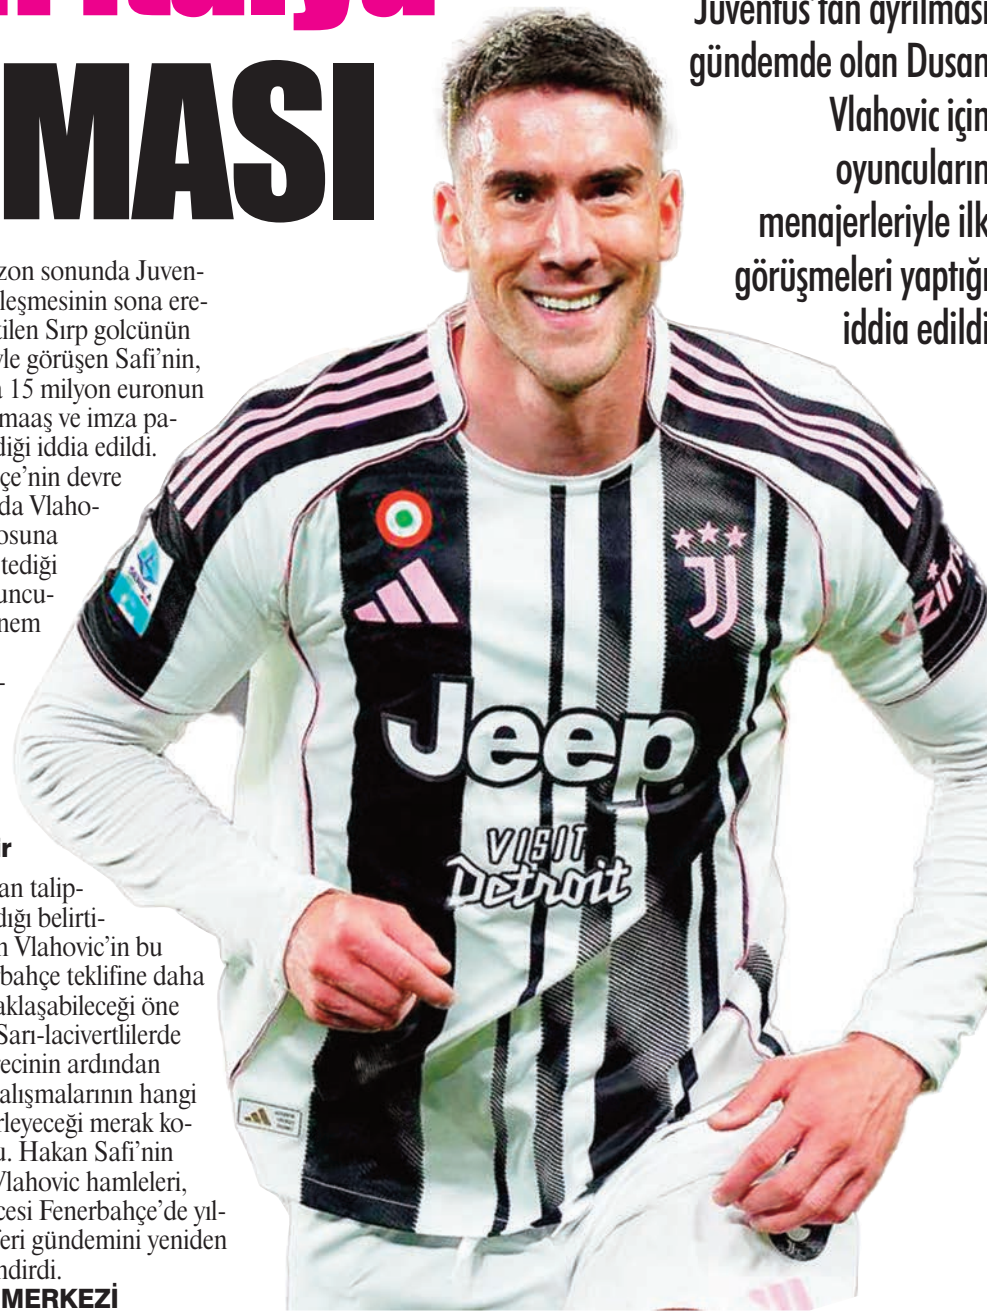 İtalya
MASI
Juventus'tan ayrılması
gündemde olan Dusan
Vlahovic için
oyuncuların
menajerleriyle ilk
görüşmeleri yaptığı
iddia edildi
zon sonunda Juven-
leşmesinin sona ere-
tilen Sırp golcünün
yle görüşen Safi'nin,
15 milyon euronun
maaş ve imza pa-
diği iddia edildi.
çe'nin devre
da Vlaho-
osuna
tediği
uncu-
nem
-
r
an talip-
dığı belirti-
n Vlahovic'in bu
bahçe teklifine daha
aklaşabileceği öne
Sarı-lacivertlilerde
ecinin ardından
alışmalarının hangi
rleyeceği merak ko-
u. Hakan Safi'nin
Vlahovic hamleleri,
cesi Fenerbahçe'de yıl-
feri gündemini yeniden
ndirdi.
MERKEZİ
Jeep
VISIT
Detroit